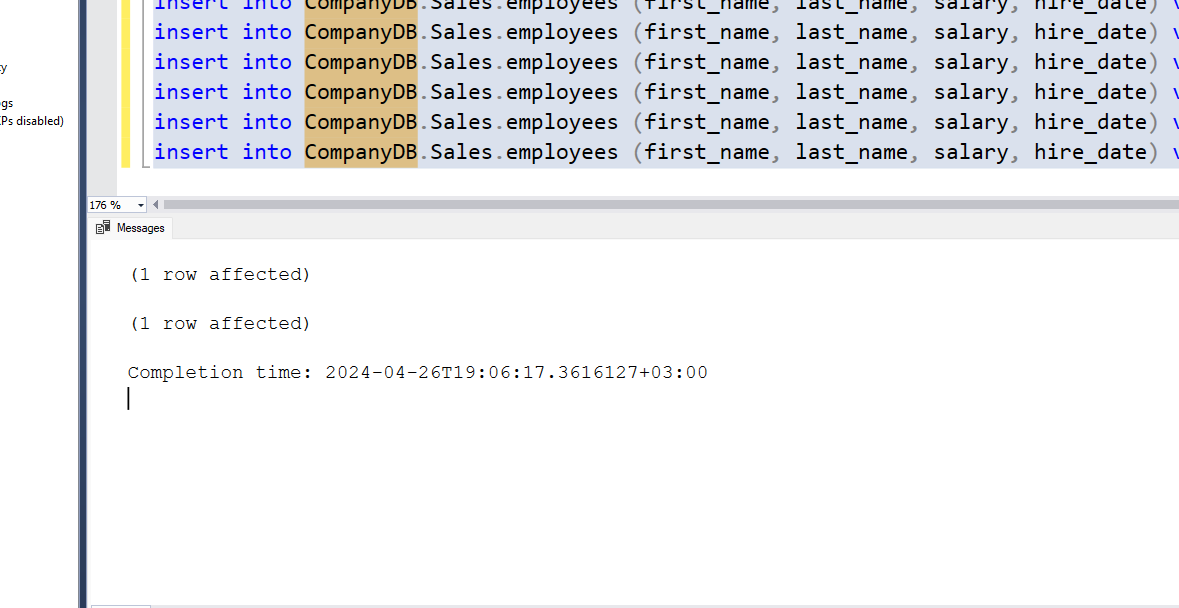 insert into CompanyDB.Sales.employees (first_name, last_name, salary, hire_date)
insert into CompanyDB.Sales.employees (first_name, last_name, salary, hire_date)
insert into CompanyDB.Sales.employees (first_name, last_name, salary, hire_date)
insert into CompanyDB.Sales.employees (first_name, last_name, salary, hire_date)
insert into CompanyDB.Sales.employees (first_name, last_name, salary, hire_date)
insert into CompanyDB.Sales.employees (first_name, last_name, salary, hire_date)
Ps disabled)
176 %
Messages
(1 row affected)
(1 row affected)
Completion time: 2024-04-26T19:06:17.3616127+03:00